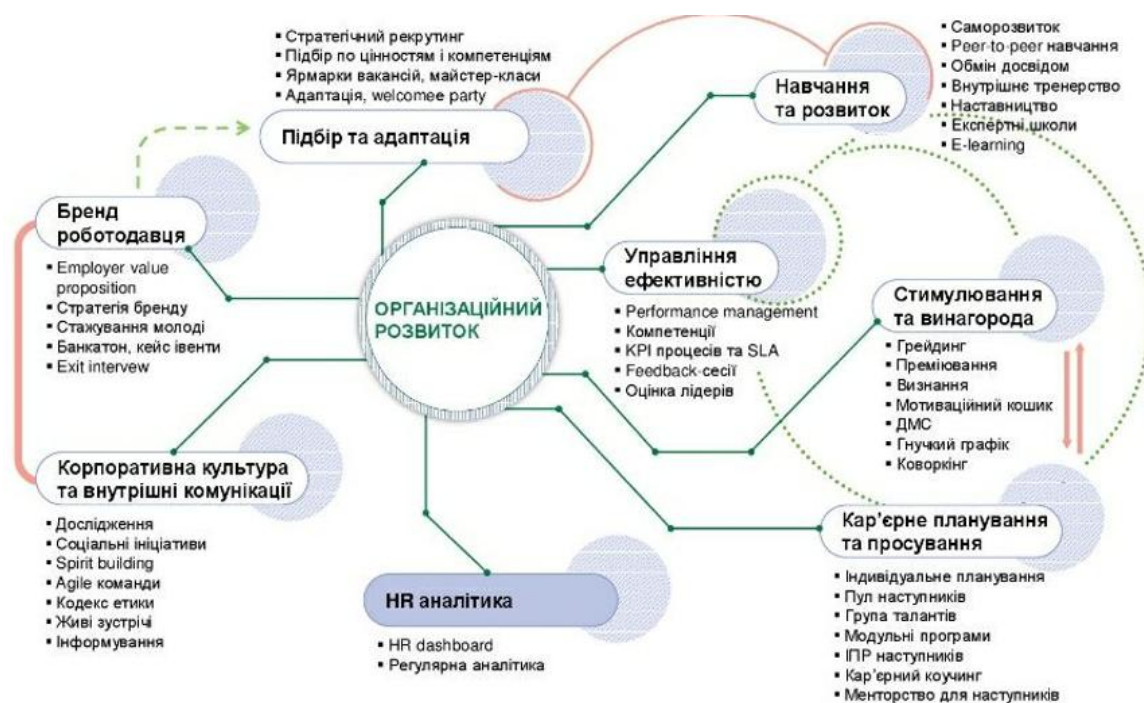 ▪ Стратегічний рекрутинг
▪ Підбір по цінностям і компетенціям
▪ Ярмарки вакансій, майстер-класи
▪ Адаптація, welcomee party
Підбір та адаптація
Навчання
та розвиток
▪ Саморозвиток
▪ Peer-to-peer навчання
▪ Обмін досвідом
▪ Внутрішнє тренерство
▪ Наставництво
▪ Експертні школи
▪ E-learning
Бренд
роботодавця
▪ Employer value
proposition
▪ Стратегія бренду
▪ Стажування молоді
▪ Банкатон, кейс івенти
▪ Exit intervew
ОРГАНІЗАЦІЙНИЙ
РОЗВИТОК
Управління
ефективністю
▪ Performance management
▪ Компетенції
▪ KPI процесів та SLA
▪ Feedback-сесії
▪ Оцінка лідерів
Стимулювання
та винагорода
▪ Грейдинг
▪ Преміювання
▪ Визнання
▪ Мотиваційний кошик
▪ ДМС
▪ Гнучкий графік
▪ Коворкінг
Корпоративна культура
та внутрішні комунікації
▪ Дослідження
▪ Соціальні ініціативи
▪ Spirit building
▪ Agile команди
▪ Кодекс етики
▪ Живі зустрічі
▪ Інформування
HR аналітика
▪ HR dashboard
▪ Регулярна аналітика
Кар'єрне планування
та просування
▪ Індивідуальне планування
▪ Пул наступників
▪ Група талантів
▪ Модульні програми
▪ ІПР наступників
▪ Кар'єрний коучинг
▪ Менторство для наступників